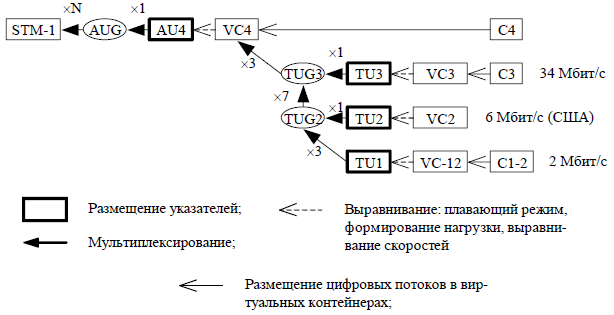 ×N
×1
STM-1
AUG
AU4
VC4
C4
×3
×1
TUG3
TU3
VC3
C3
34 Мбит/с
×7
×1
TUG2
TU2
VC2
6 Мбит/с (США)
×3
TU1
VC-12
C1-2
2 Мбит/с
Размещение указателей;
Мультиплексирование;
Выравнивание: плавающий режим,
формирование нагрузки, выравни-
вание скоростей
Размещение цифровых потоков в вир-
туальных контейнерах;